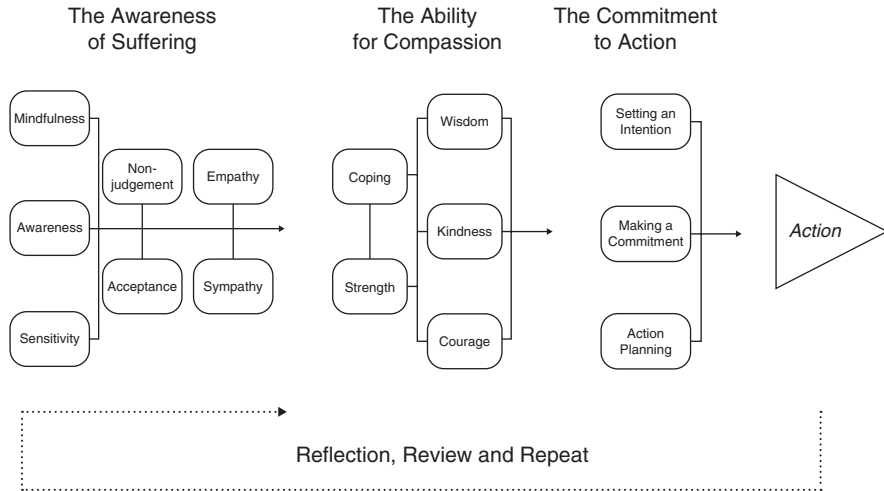 The Awareness
of Suffering
The Ability
for Compassion
The Commitment
to Action
Mindfulness
Awareness
Sensitivity
Non-
judgement
Acceptance
Empathy
Sympathy
Coping
Strength
Wisdom
Kindness
Courage
Setting an
Intention
Making a
Commitment
Action
Planning
Action
Reflection, Review and Repeat